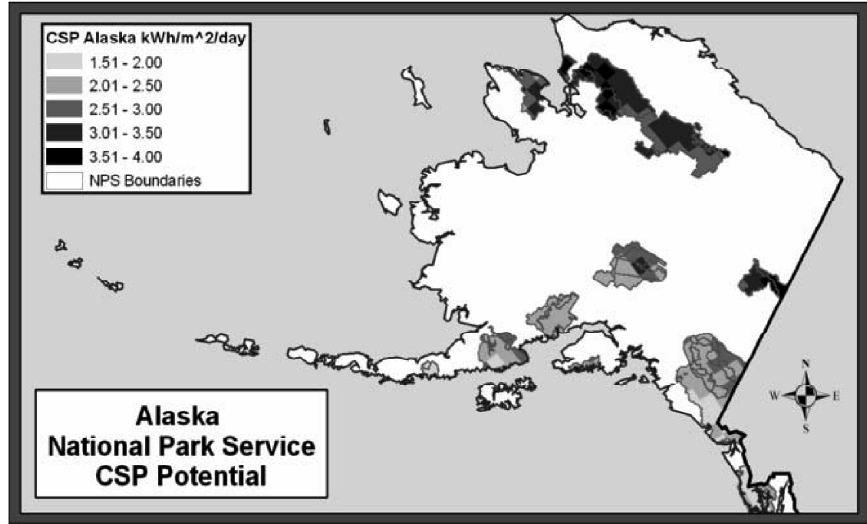 CSP Alaska kWh/m^2/day
1.51 - 2.00
2.01 - 2.50
2.51 - 3.00
3.01 - 3.50
3.51 - 4.00
NPS Boundaries
N
W E
S
Alaska
National Park Service
CSP Potential